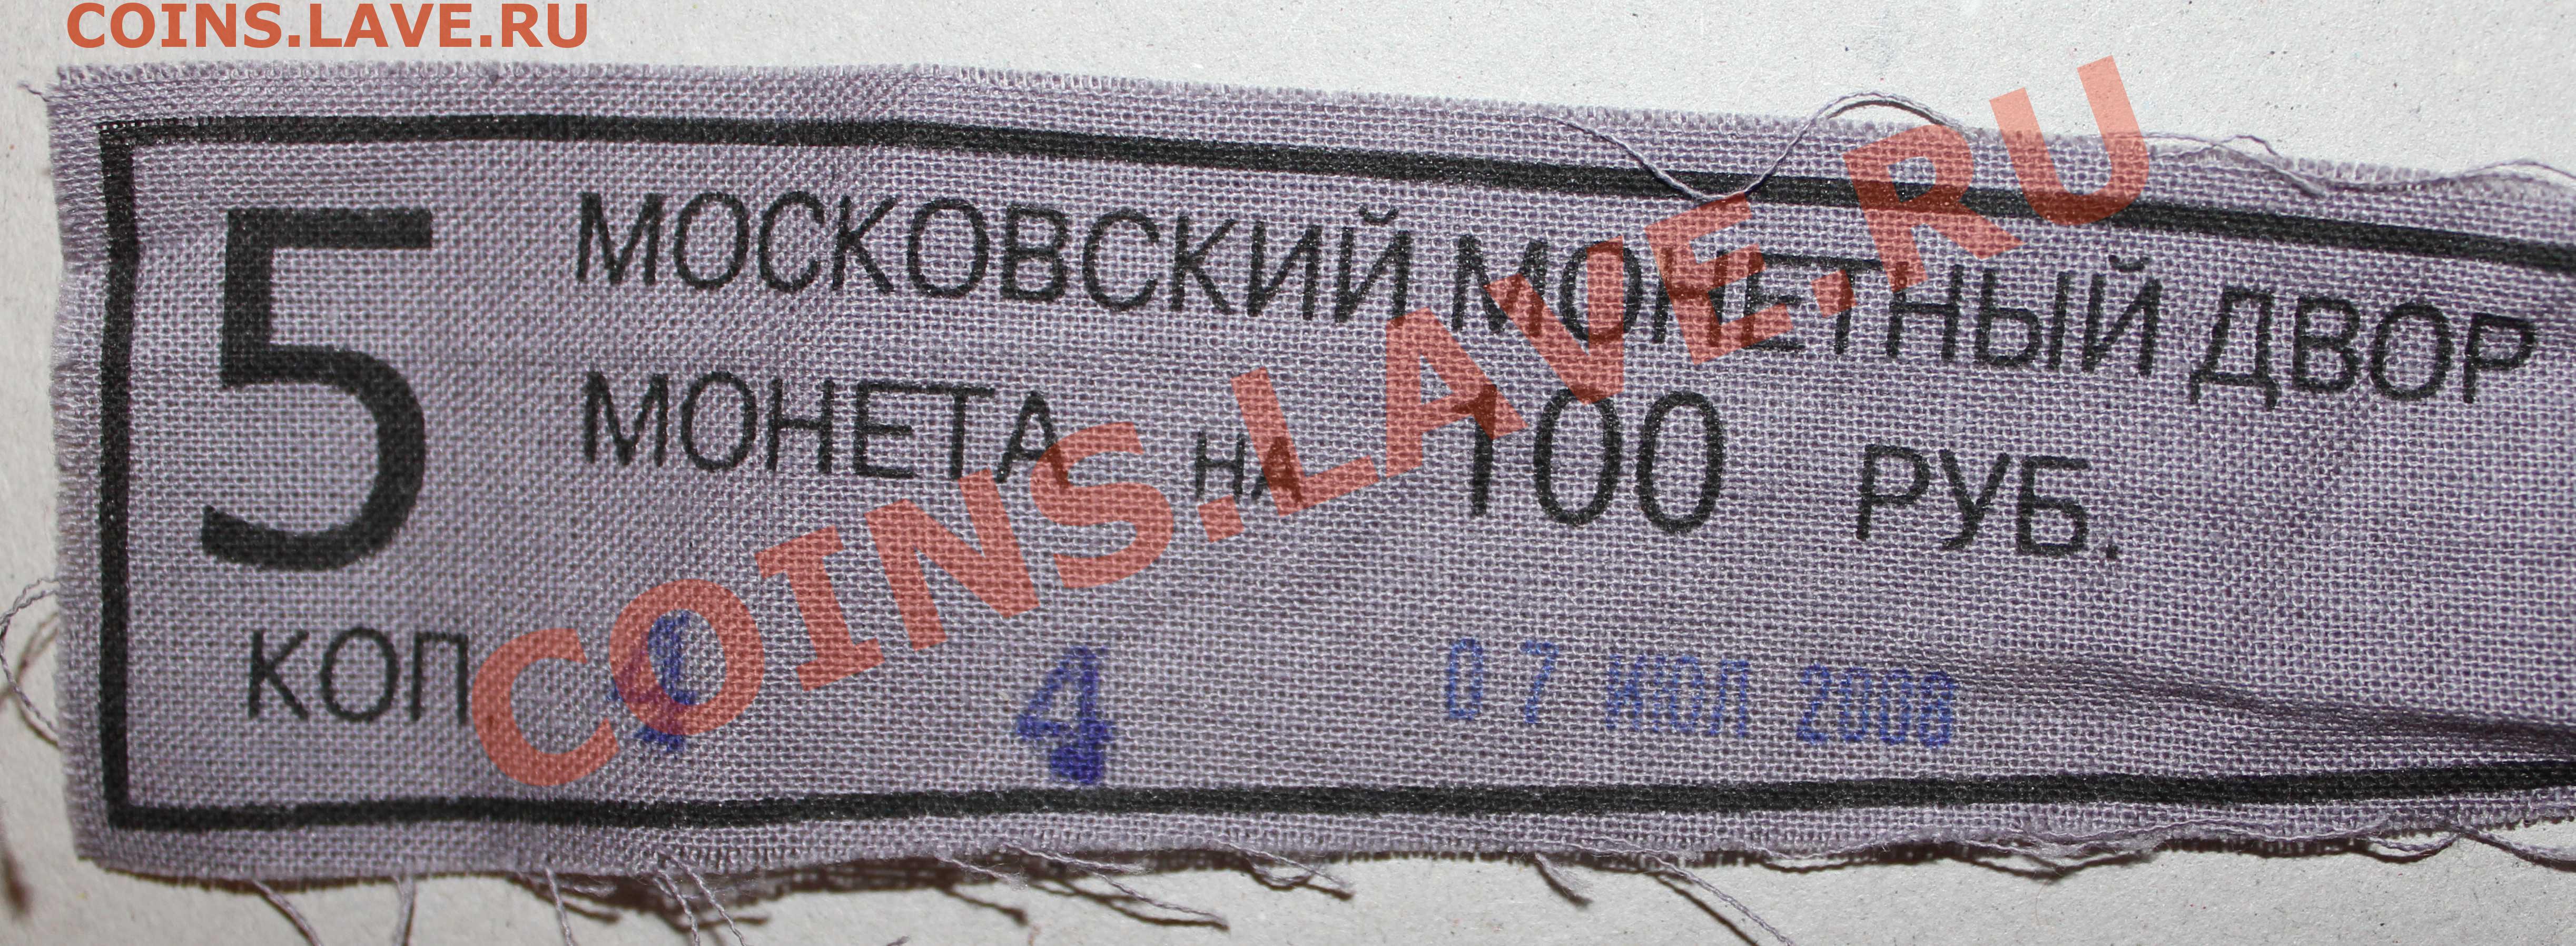 COINS.LAVE.RU
5 МОСКОВСКИЙ МОНЕТНЫЙ ДВОР
МОНЕТА НА 100 РУБ.
КОП 4 4 07 ИЮЛ 2008
COINS.LAVE.RU